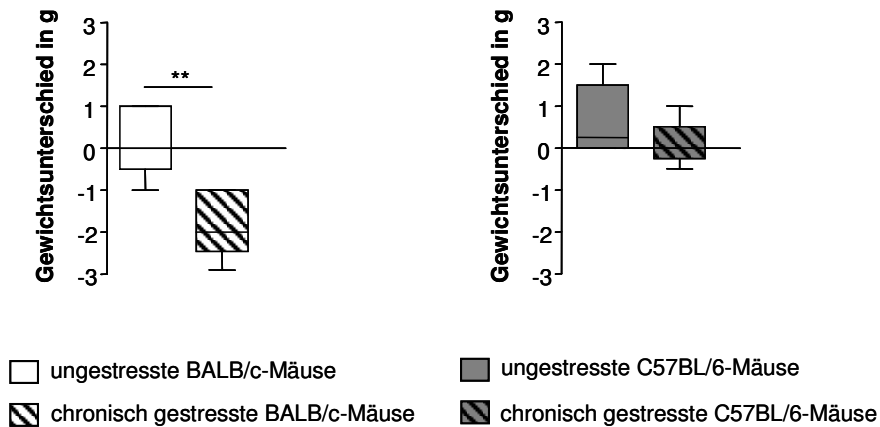 Gewichtsunterschied in g
3
2
1
0
-1
-2
-3
**
Gewichtsunterschied in g
3
2
1
0
-1
-2
-3
ungestresste BALB/c-Mäuse
chronisch gestresste BALB/c-Mäuse
ungestresste C57BL/6-Mäuse
chronisch gestresste C57BL/6-Mäuse